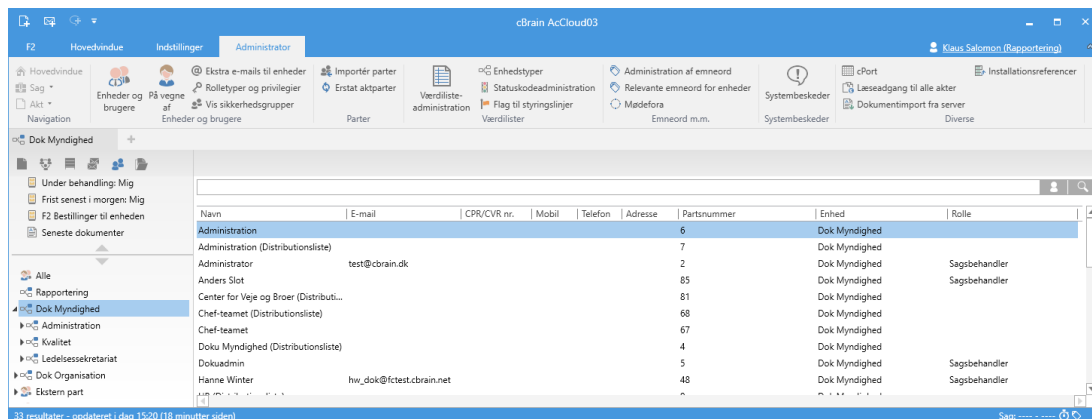 cBrain AcCloud03
F2 Hovedvindue Indstillinger Administrator Klaus Salomon (Rapportering)
Hovedvindue
Sag
Akt
Navigation
Enheder og brugere
På vegne af
Ekstra e-mails til enheder
Rolletyper og privilegier
Vis sikkerhedsgrupper
Enheder og brugere
Importér parter
Erstat aktparter
Parter
Værdiliste-
administration
Enhedstyper
Statuskodeadministration
Flag til styringslinjer
Værdilister
Administration af emneord
Relevante emneord for enheder
Mødefora
Emneord m.m.
Systembeskeder
Systembeskeder
cPort
Læseadgang til alle akter
Dokumentimport fra server
Installationsreferencer
Diverse
Dok Myndighed
Under behandling: Mig
Frist senest i morgen: Mig
F2 Bestillinger til enheden
Seneste dokumenter
Alle
Rapportering
Dok Myndighed
Administration
Kvalitet
Ledelsessekretariat
Dok Organisation
Ekstern part
Navn E-mail CPR/CVR nr. Mobil Telefon Adresse Partsnummer Enhed Rolle
Administration 6 Dok Myndighed
Administration (Distributionsliste) 7 Dok Myndighed
Administrator test@cbrain.dk 2 Dok Myndighed Sagsbehandler
Anders Slot 85 Dok Myndighed Sagsbehandler
Center for Veje og Broer (Distributi... 81 Dok Myndighed
Chef-teamet (Distributionsliste) 68 Dok Myndighed
Chef-teamet 67 Dok Myndighed
Doku Myndighed (Distributionsliste) 4 Dok Myndighed
Dokuadmin 5 Dok Myndighed Sagsbehandler
Hanne Winter hw_dok@fctest.cbrain.net 48 Dok Myndighed Sagsbehandler
33 resultater - opdateret i dag 15:20 (18 minutter siden) Sag: ---- - ----